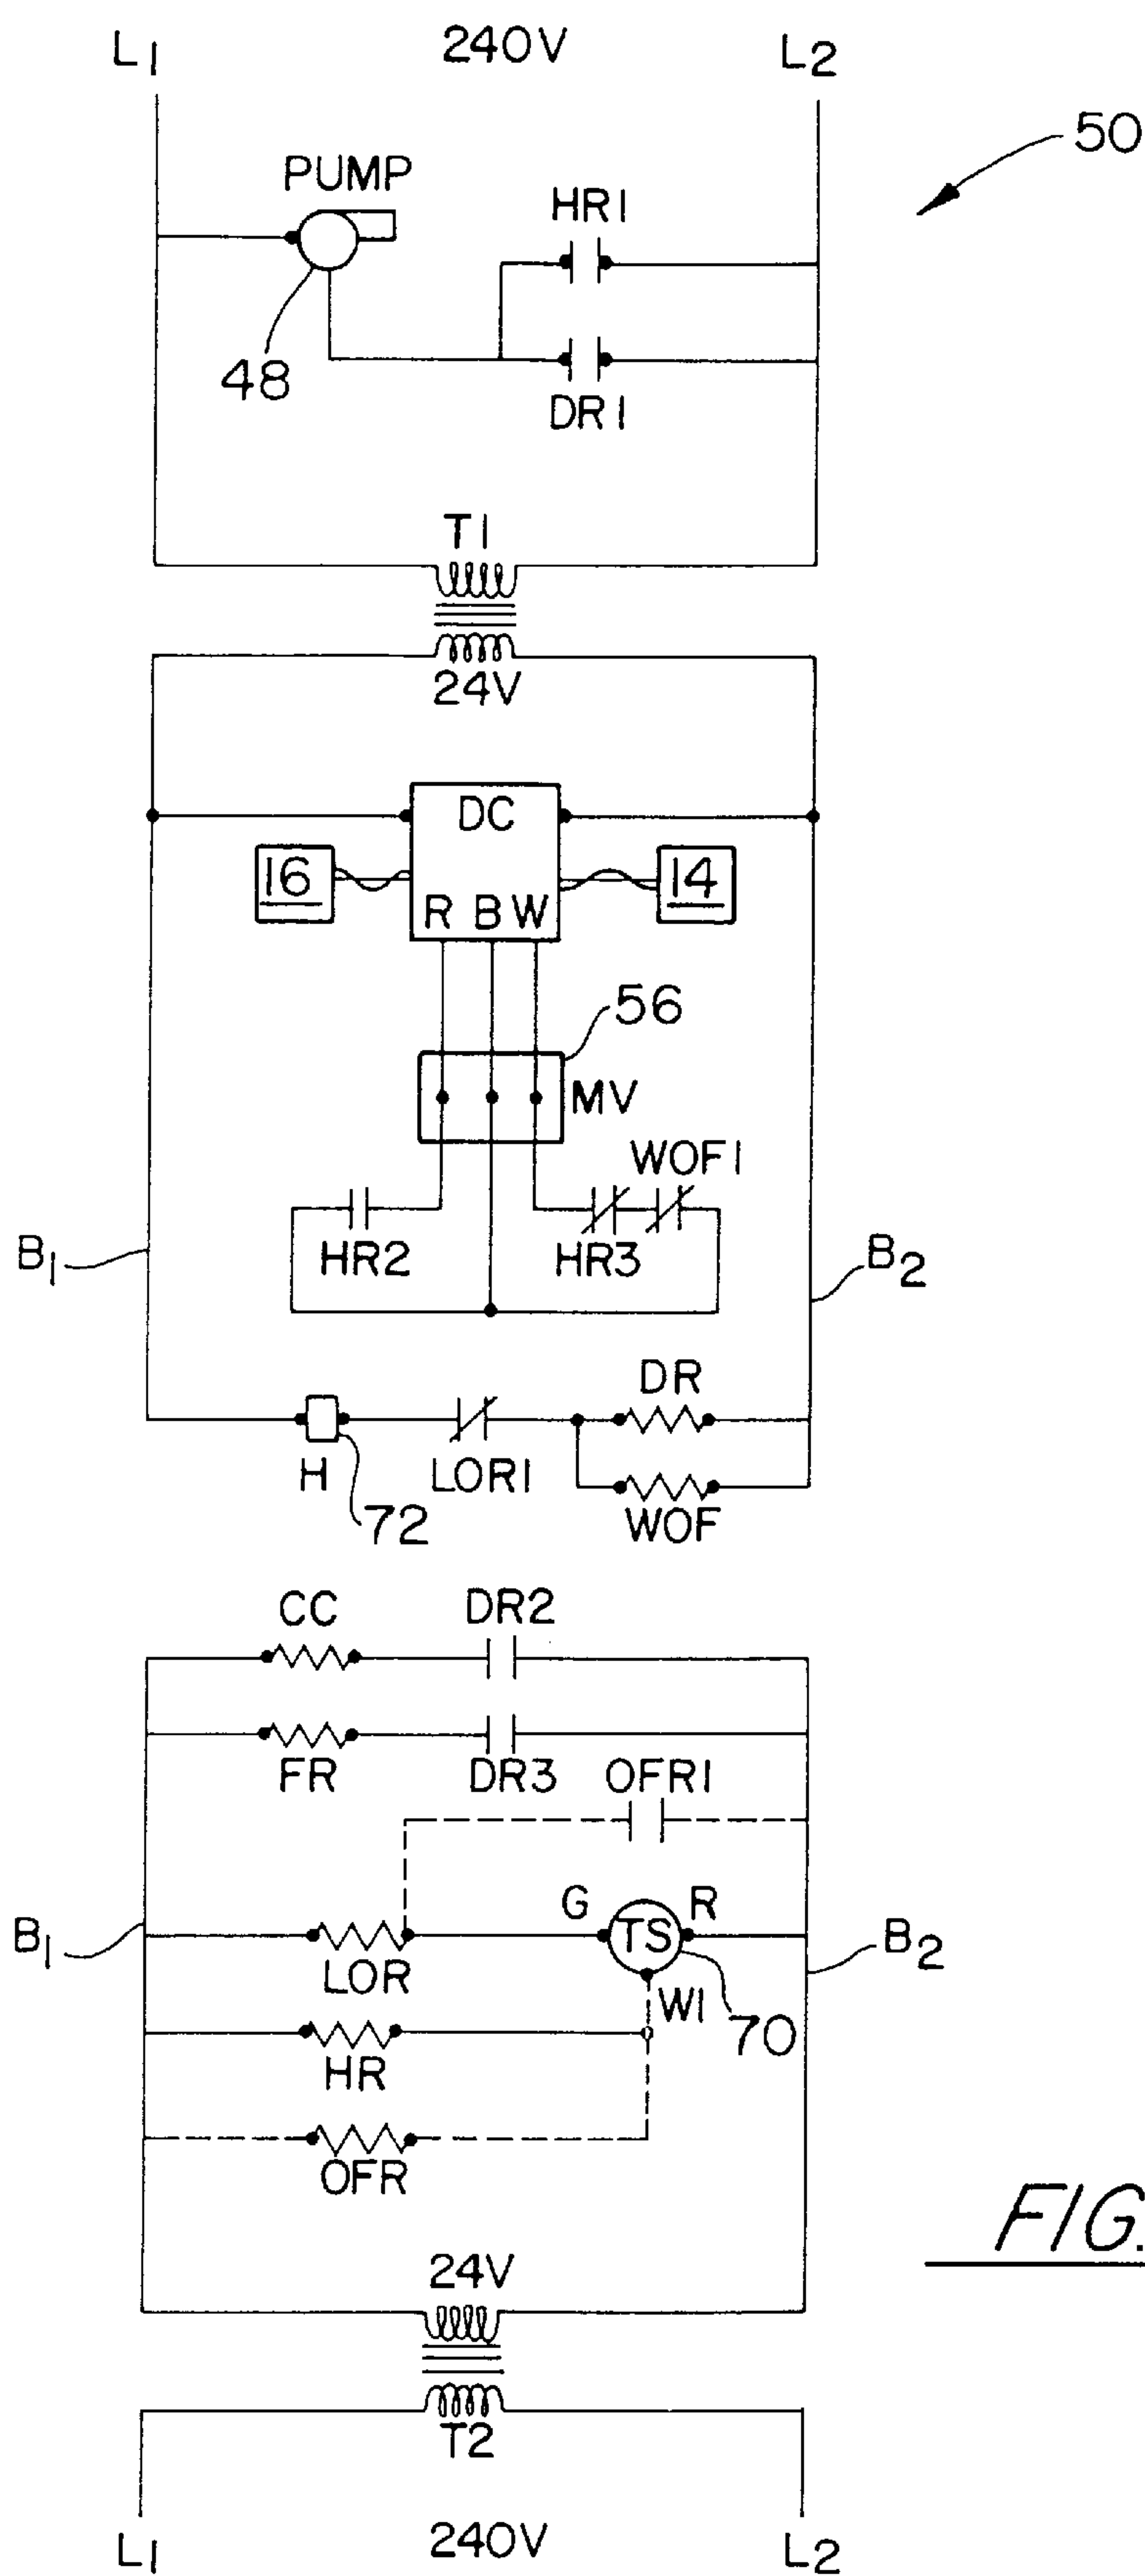 L1 240V L2
50
PUMP
HR1
48
DR1
T1
24V
DC
16
14
R B W
56
MV
WOF1
HR2
HR3
B1
B2
DR
H
LOR1
72
WOF
CC
DR2
FR
DR3
OFR1
G
TS
R
B1
B2
LOR
W1
70
HR
OFR
FIG.
24V
T2
L1 240V L2